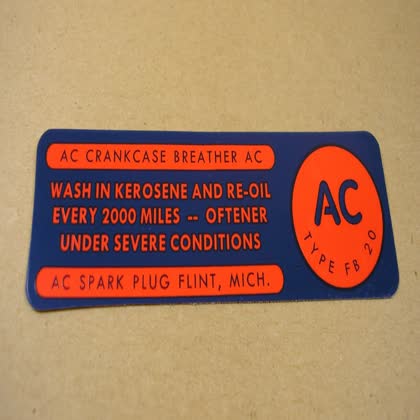 AC CRANKCASE BREATHER AC
WASH IN KEROSENE AND RE-OIL
EVERY 2000 MILES -- OFTENER
UNDER SEVERE CONDITIONS
AC SPARK PLUG FLINT, MICH.
AC
TYPE FB 20